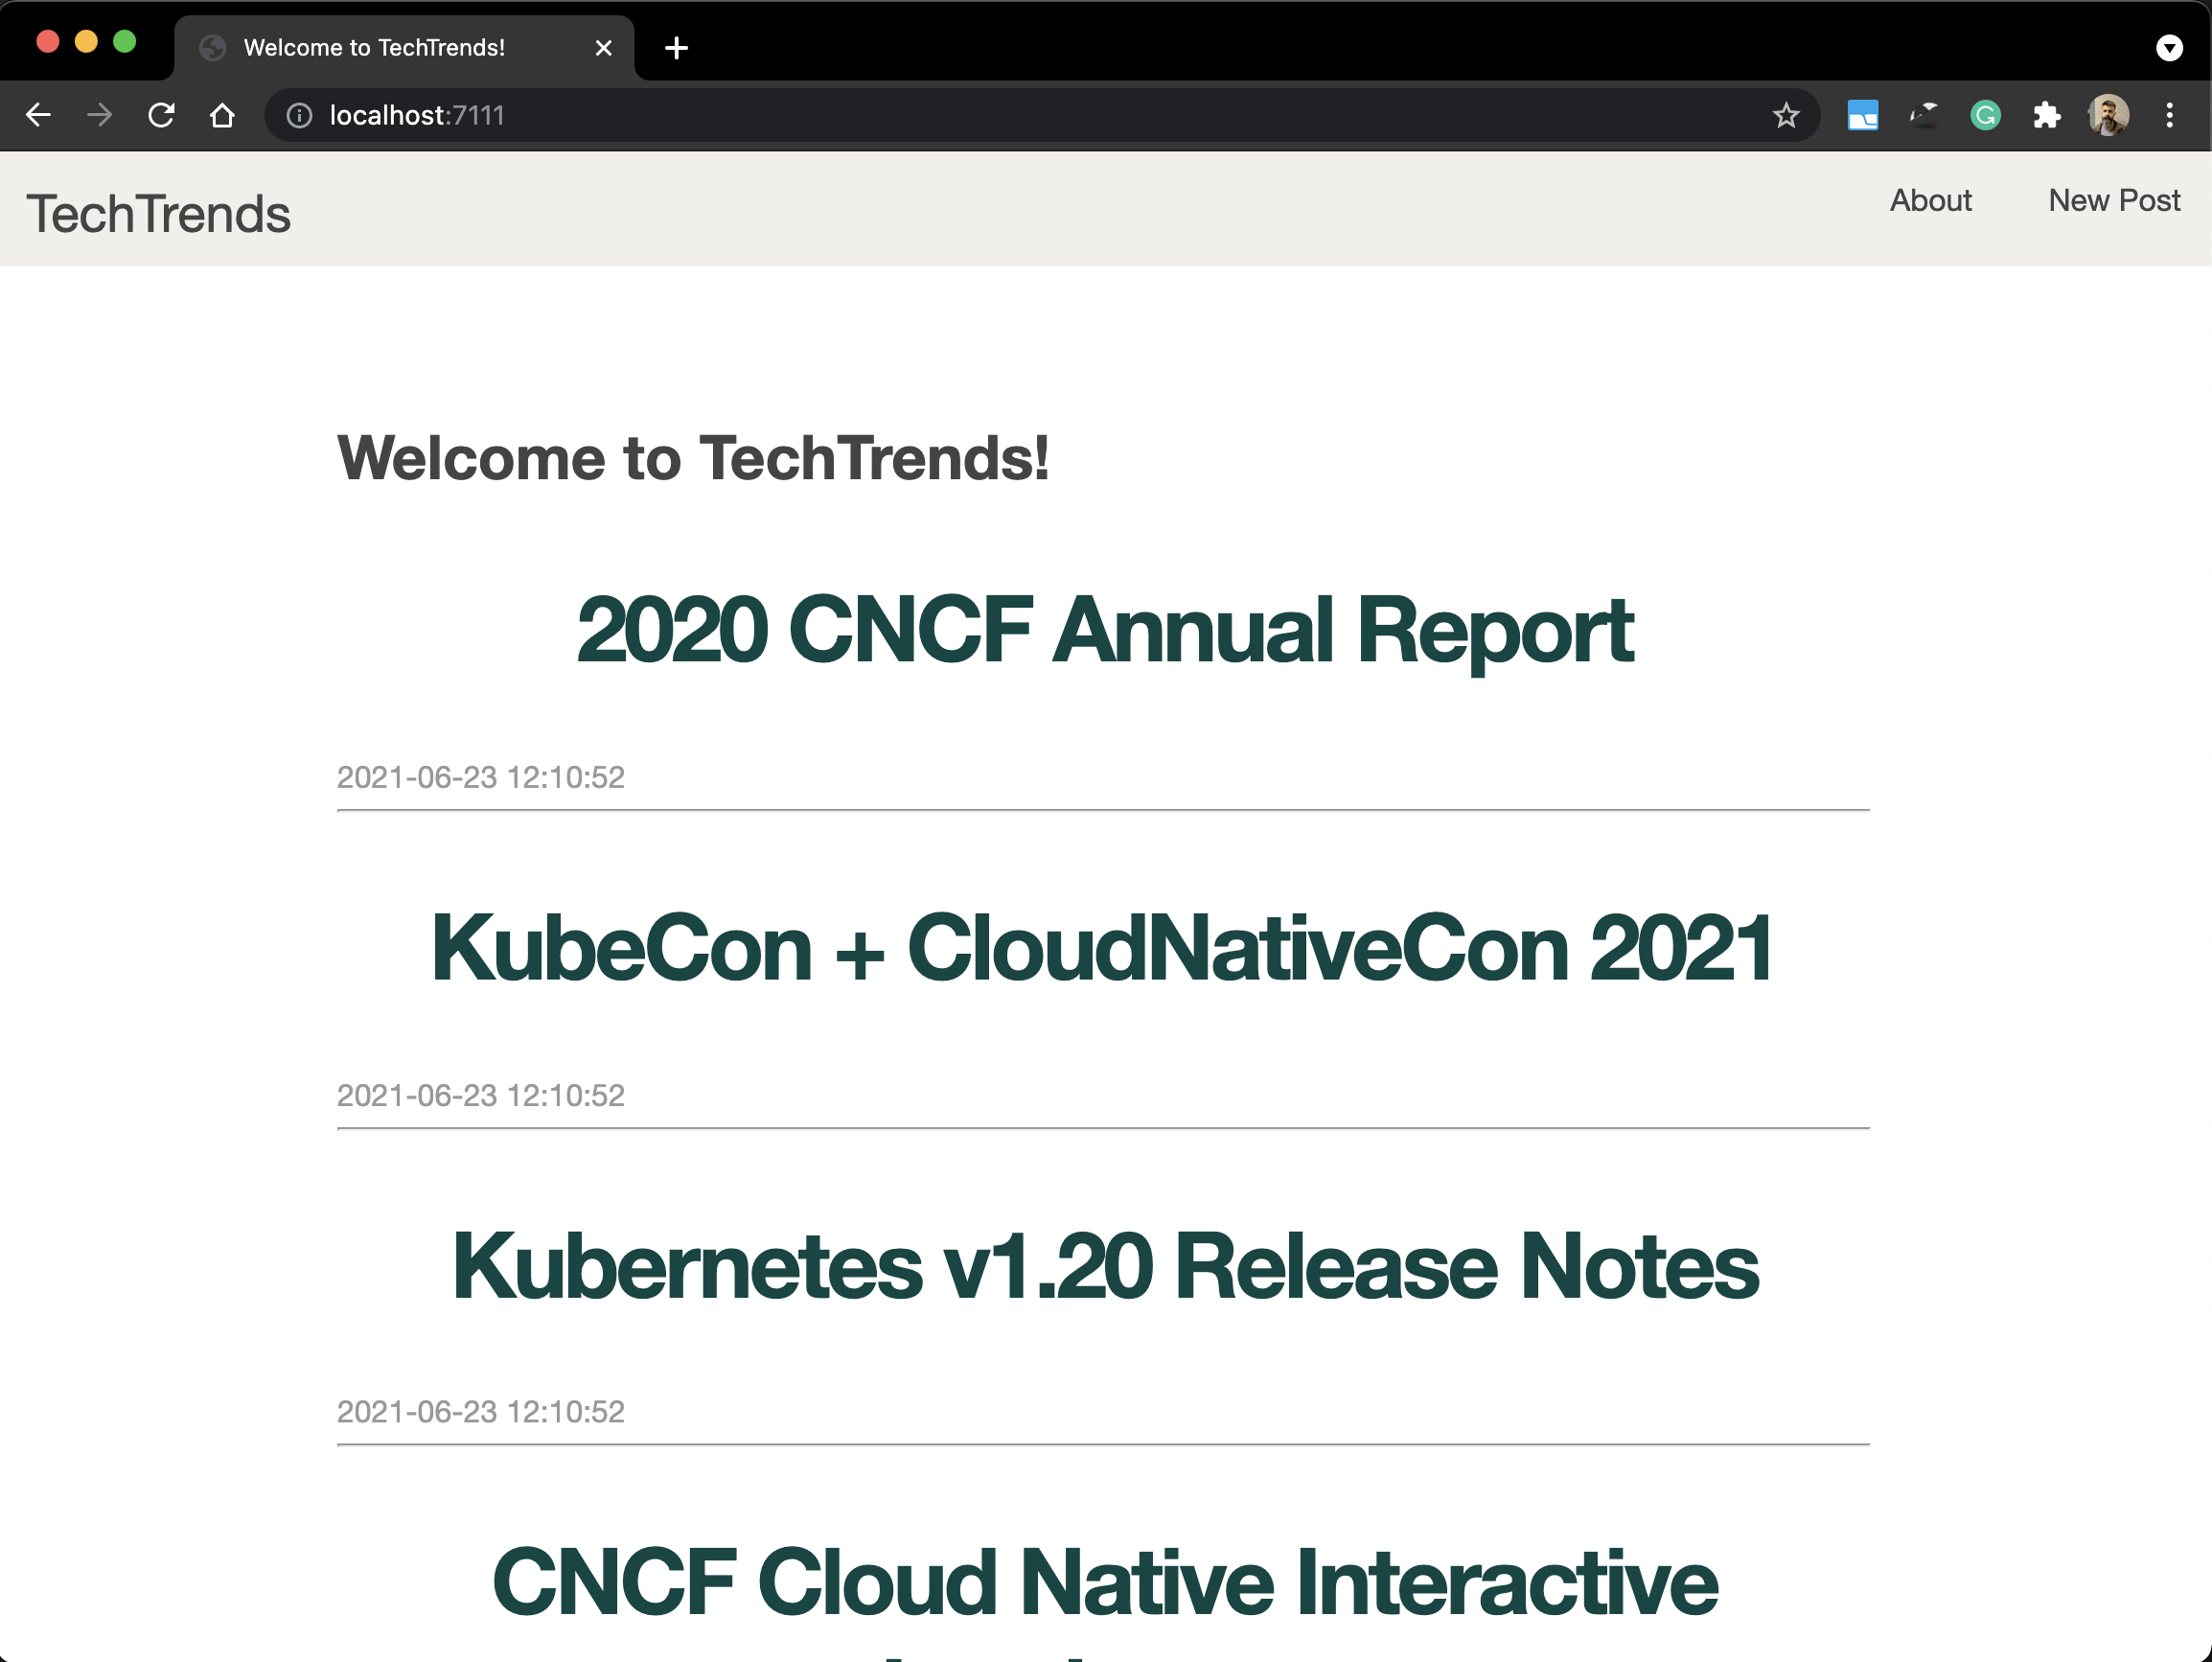 Welcome to TechTrends!
localhost:7111
TechTrends
About
New Post
Welcome to TechTrends!
2020 CNCF Annual Report
2021-06-23 12:10:52
KubeCon + CloudNativeCon 2021
2021-06-23 12:10:52
Kubernetes v1.20 Release Notes
2021-06-23 12:10:52
CNCF Cloud Native Interactive